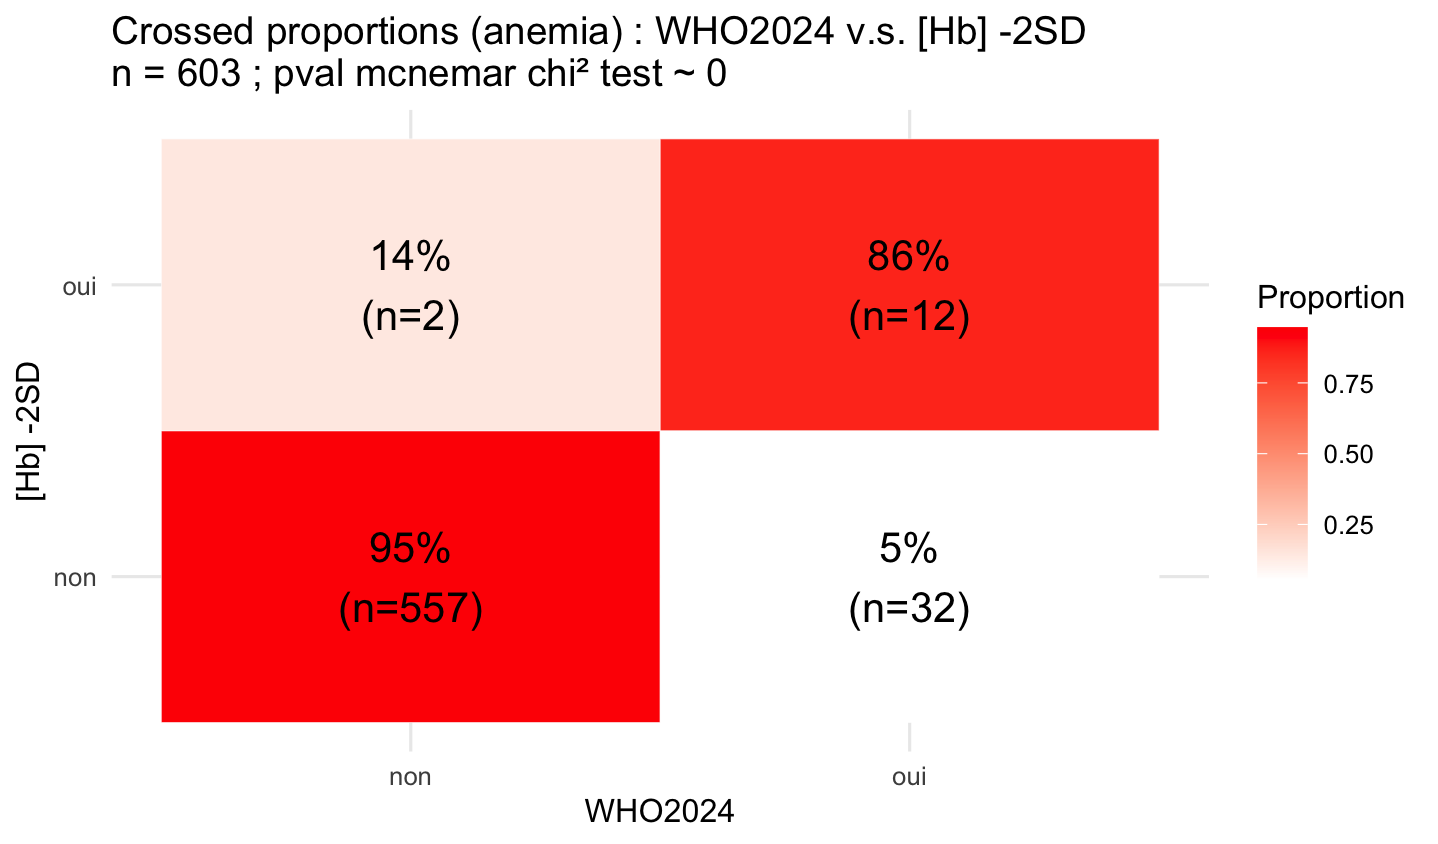 Crossed proportions (anemia) : WHO2024 v.s. [Hb] -2SD
n = 603 ; pval mcnemar chi² test ~ 0
[Hb] -2SD
oui
non
14%
(n=2)
86%
(n=12)
95%
(n=557)
5%
(n=32)
non
oui
WHO2024
Proportion
0.75
0.50
0.25